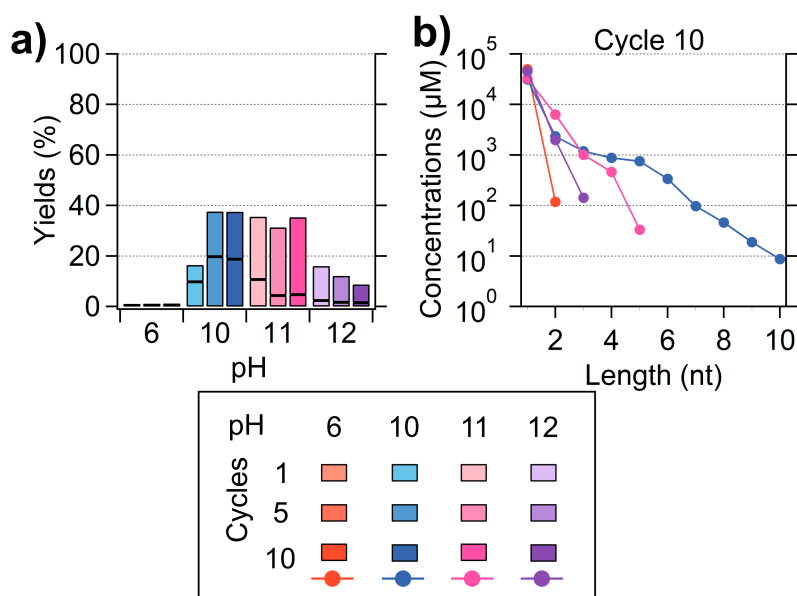 a)
100
80
60
40
20
0
Yields (%)
6 10 11 12
pH
b)
Cycle 10
10^5
10^4
10^3
10^2
10^1
10^0
Concentrations (µM)
2 4 6 8 10
Length (nt)
pH 6 10 11 12
Cycles
1
5
10